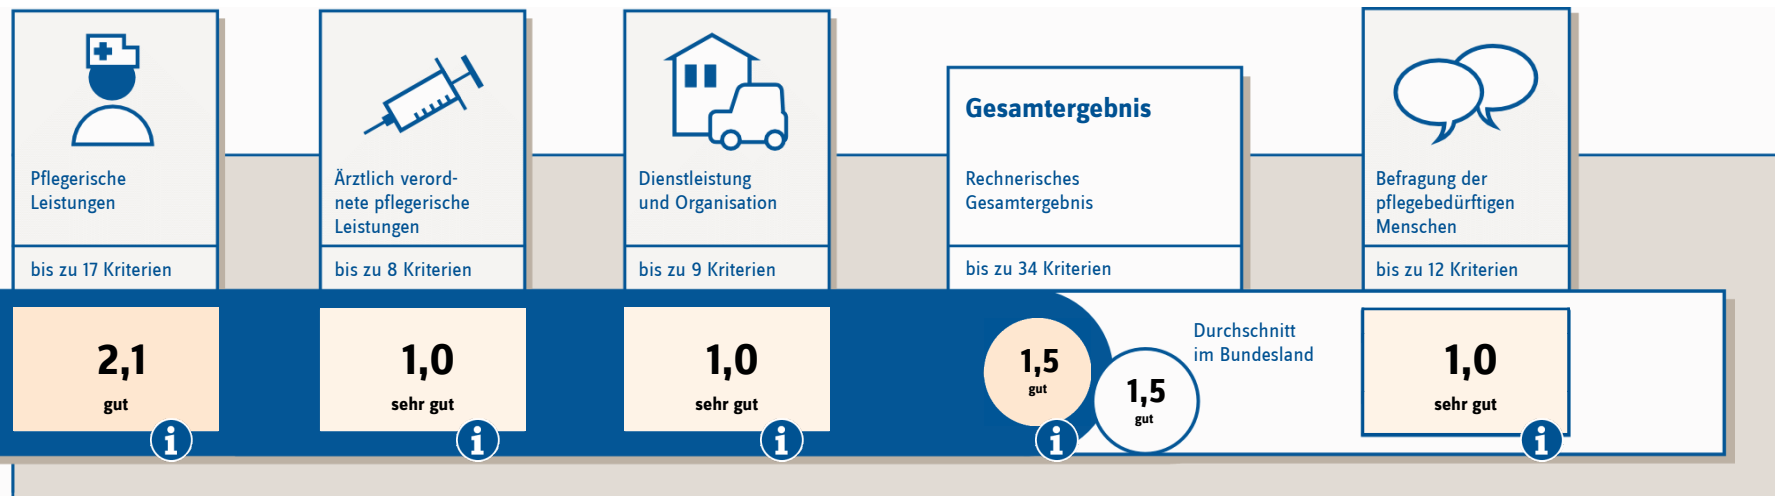 Pflegerische
Leistungen
bis zu 17 Kriterien
2,1
gut
i
Ärztlich verord-
nete pflegerische
Leistungen
bis zu 8 Kriterien
1,0
sehr gut
i
Dienstleistung
und Organisation
bis zu 9 Kriterien
1,0
sehr gut
i
Gesamtergebnis
Rechnerisches
Gesamtergebnis
bis zu 34 Kriterien
1,5
gut
i
Durchschnitt
im Bundesland
1,5
gut
Befragung der
pflegebedürftigen
Menschen
bis zu 12 Kriterien
1,0
sehr gut
i